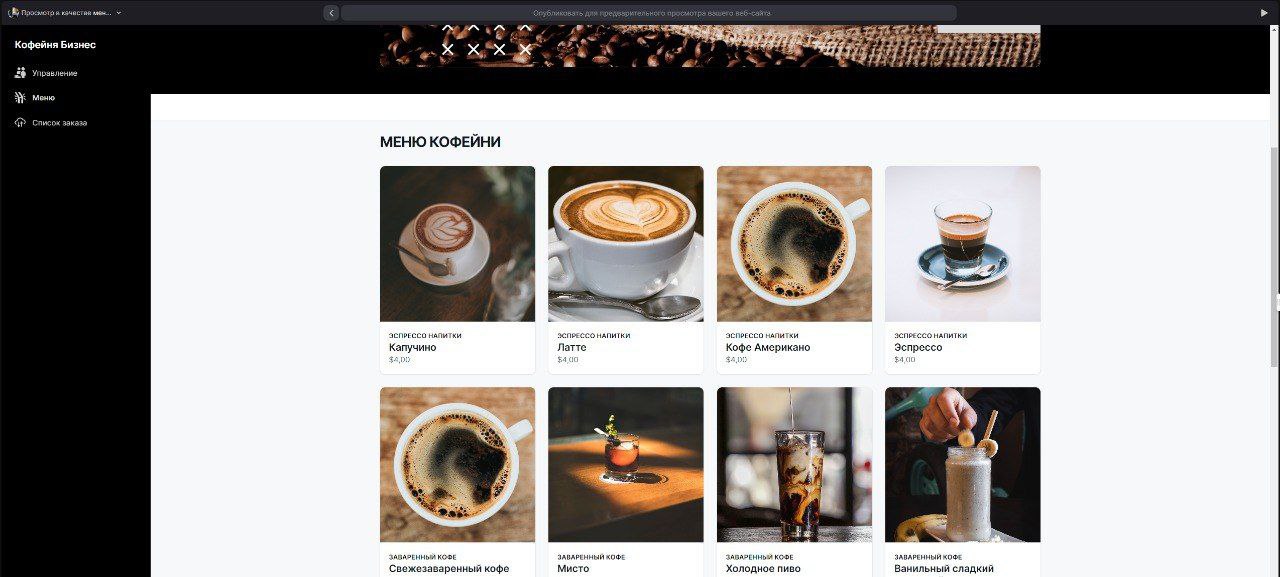 Просмотр в качестве мен...
Опубликовать для предварительного просмотра вашего веб-сайта
Кофейня Бизнес
Управление
Меню
Список заказа
МЕНЮ КОФЕЙНИ
ЭСПРЕССО НАПИТКИ
Капучино
$4,00
ЭСПРЕССО НАПИТКИ
Латте
$4,00
ЭСПРЕССО НАПИТКИ
Кофе Американо
$4,00
ЭСПРЕССО НАПИТКИ
Эспрессо
$4,00
ЗАВАРЕННЫЙ КОФЕ
Свежезаваренный кофе
ЗАВАРЕННЫЙ КОФЕ
Мисто
ЗАВАРЕННЫЙ КОФЕ
Холодное пиво
ЗАВАРЕННЫЙ КОФЕ
Ванильный сладкий